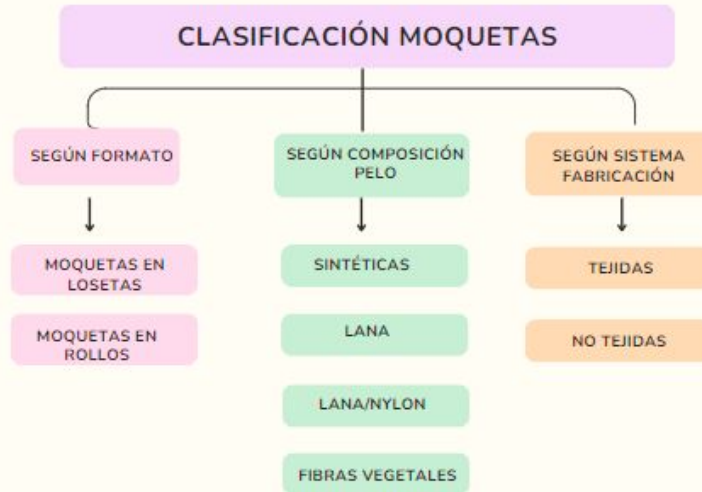 CLASIFICACIÓN MOQUETAS
SEGÚN FORMATO
MOQUETAS EN
LOSETAS
MOQUETAS EN
ROLLOS
SEGÚN COMPOSICIÓN
PELO
SINTÉTICAS
LANA
LANA/NYLON
FIBRAS VEGETALES
SEGÚN SISTEMA
FABRICACIÓN
TEJIDAS
NO TEJIDAS